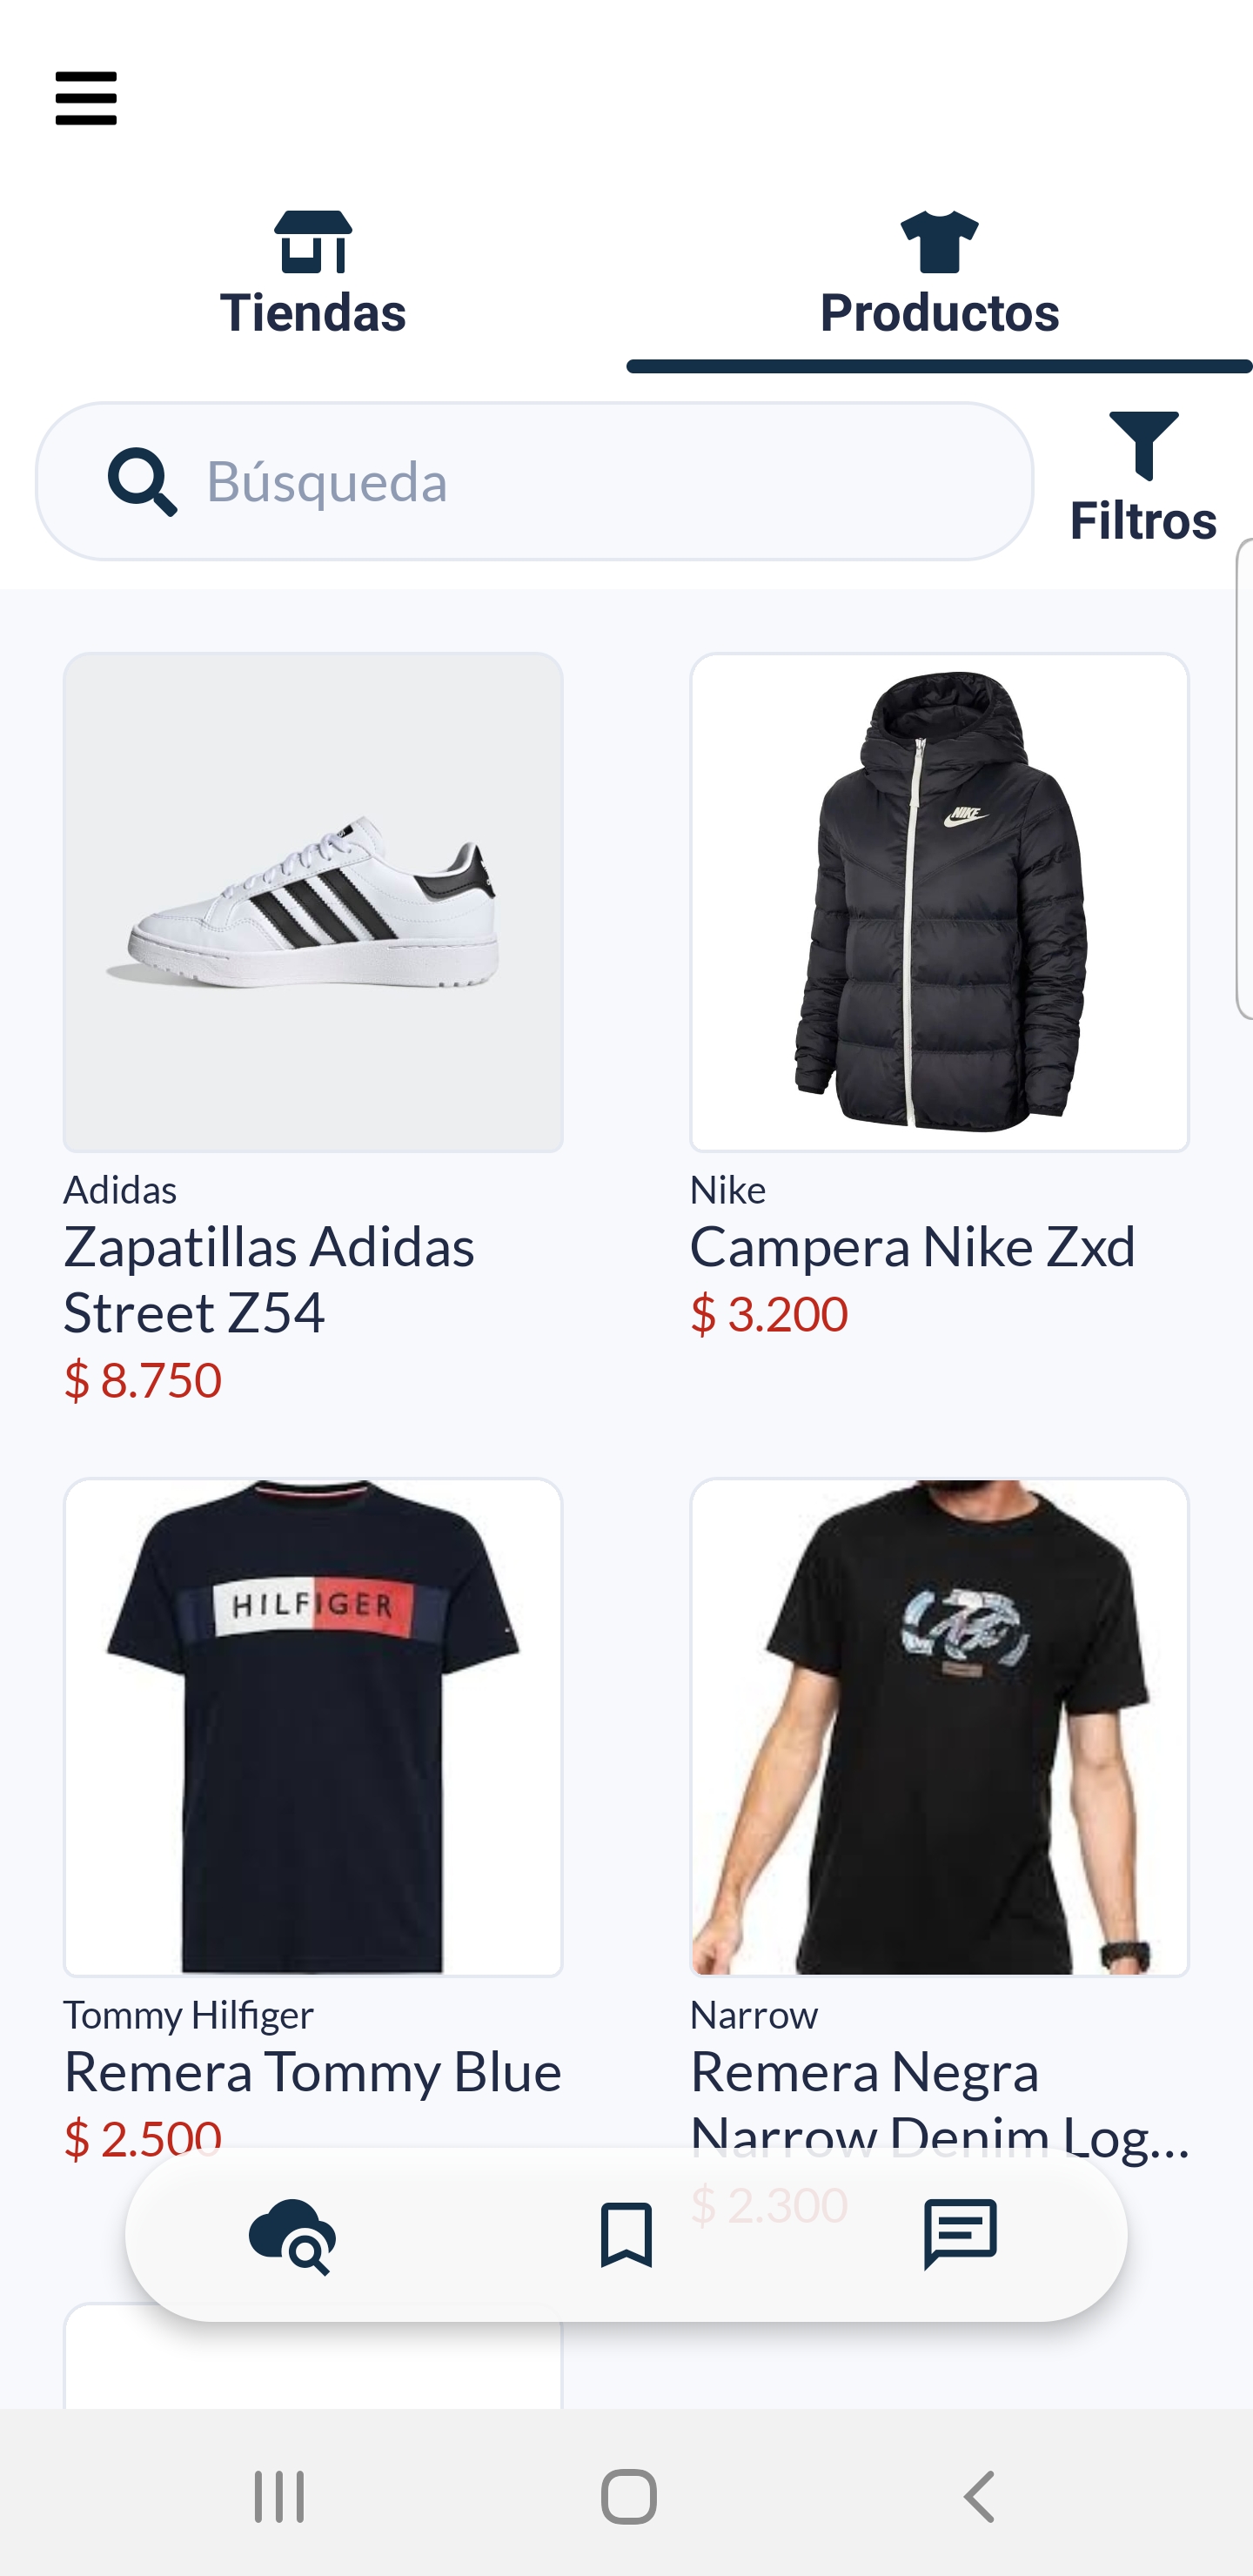 Tiendas
Productos
Búsqueda
Filtros
NIKE
Adidas
Zapatillas Adidas
Street Z54
$ 8.750
Nike
Campera Nike Zxd
$ 3.200
HILFIGER
Tommy Hilfiger
Remera Tommy Blue
$ 2.500
Narrow
Remera Negra
Narrow Denim Log...
$ 2.300